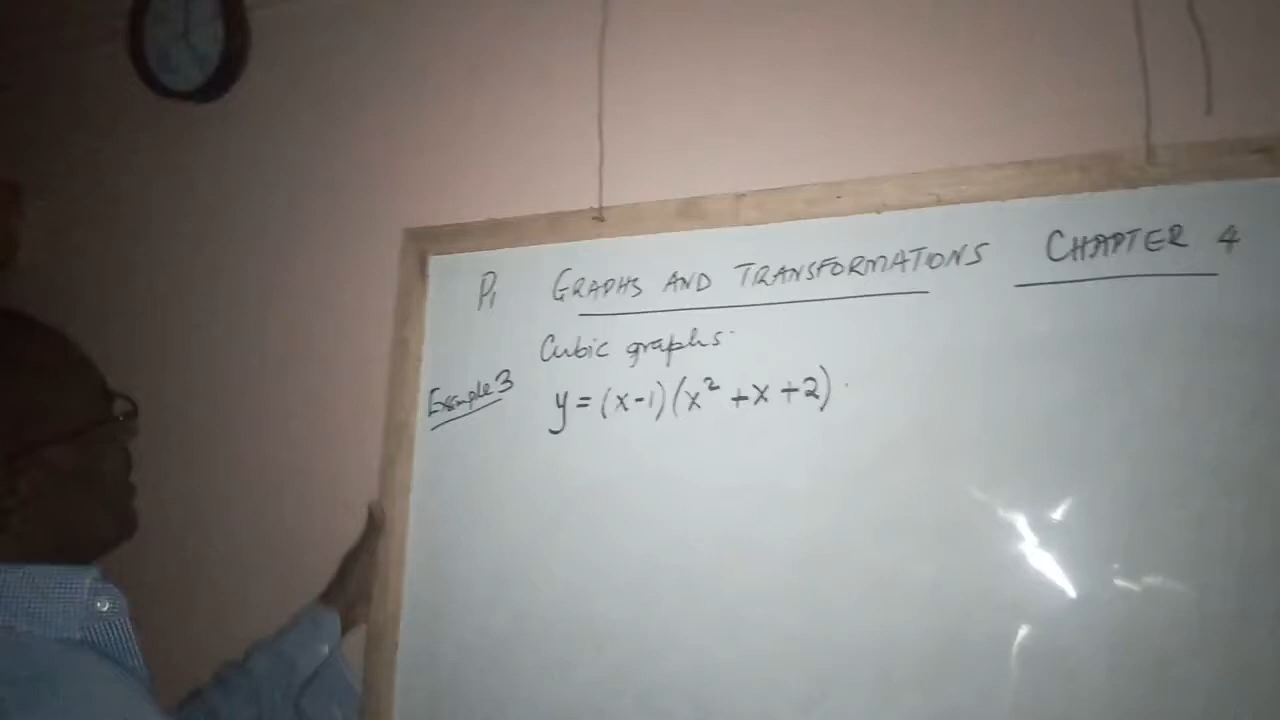 P₁ GRAPHS AND TRANSFORMATIONS CHAPTER 4
Cubic graphs.
Example 3 y = (x-1)(x² + x + 2).